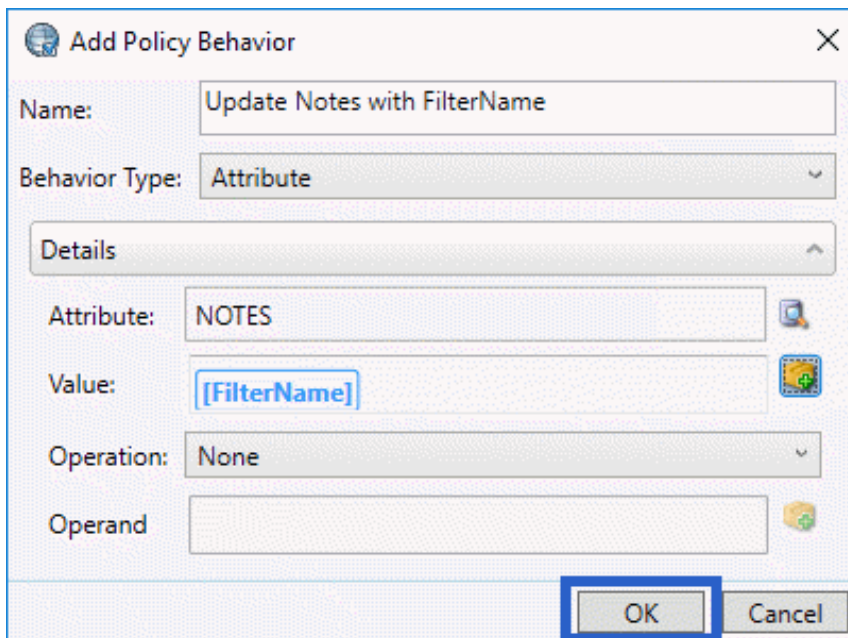 Add Policy Behavior
Name: Update Notes with FilterName
Behavior Type: Attribute
Details
Attribute: NOTES
Value: [FilterName]
Operation: None
Operand
OK Cancel